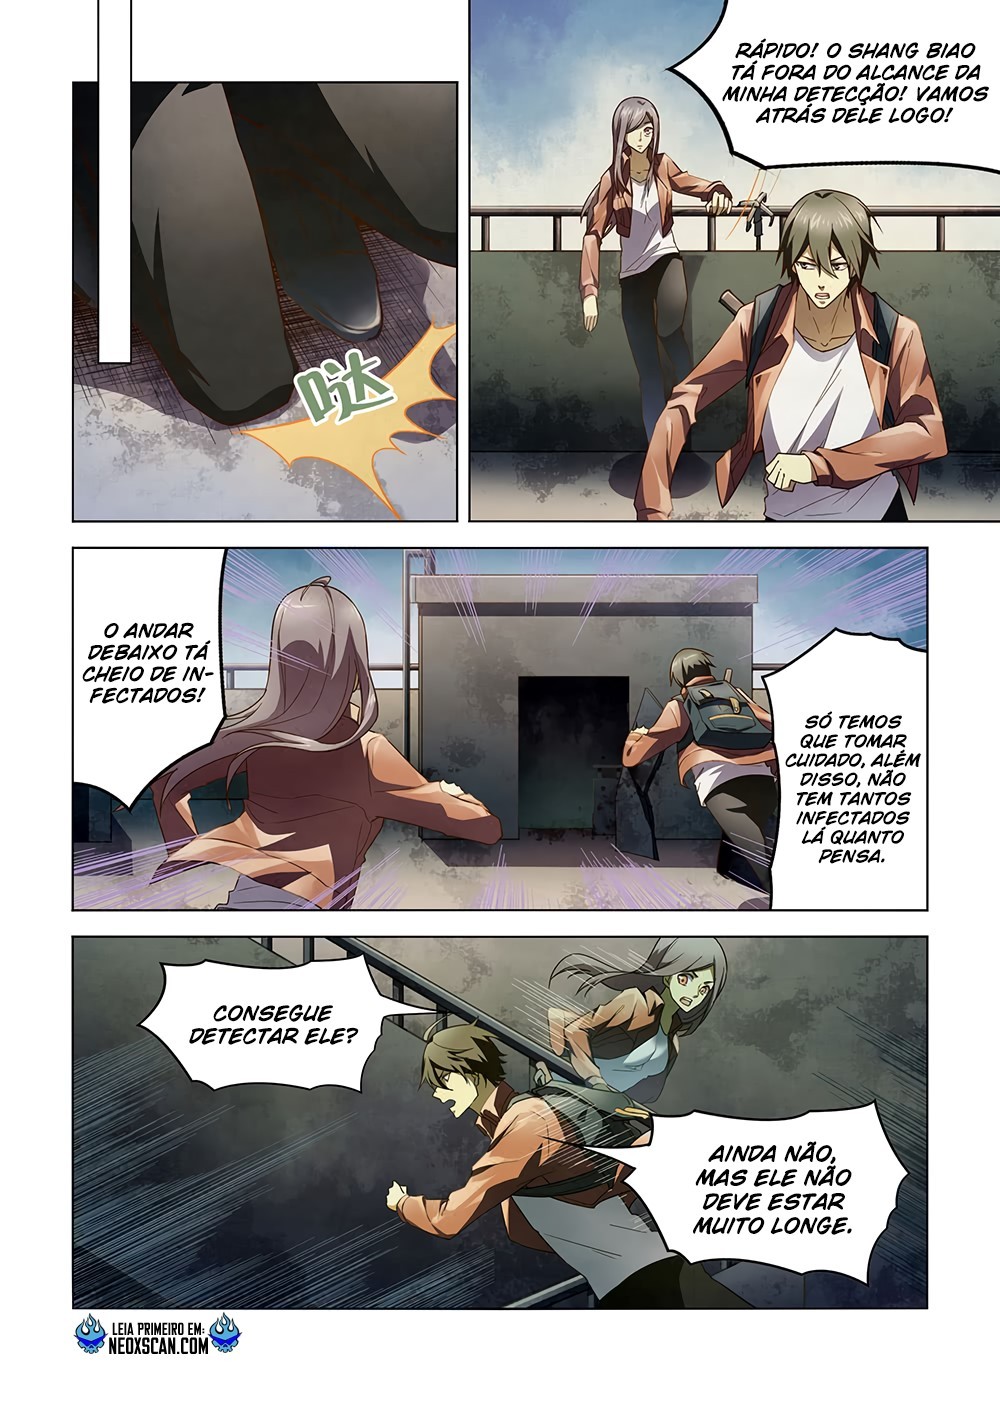 RÁPIDO! O SHANG BIAO
TÁ FORA DO ALCANCE DA
MINHA DETECÇÃO! VAMOS
ATRÁS DELE LOGO!
哒
O ANDAR
DEBAIXO TÁ
CHEIO DE IN-
FECTADOS!
SÓ TEMOS
QUE TOMAR
CUIDADO, ALÉM
DISSO, NÃO
TEM TANTOS
INFECTADOS
LÁ QUANTO
PENSA.
CONSEGUE
DETECTAR ELE?
AINDA NÃO,
MAS ELE NÃO
DEVE ESTAR
MUITO LONGE.
LEIA PRIMEIRO EM:
NEOXSCAN.COM